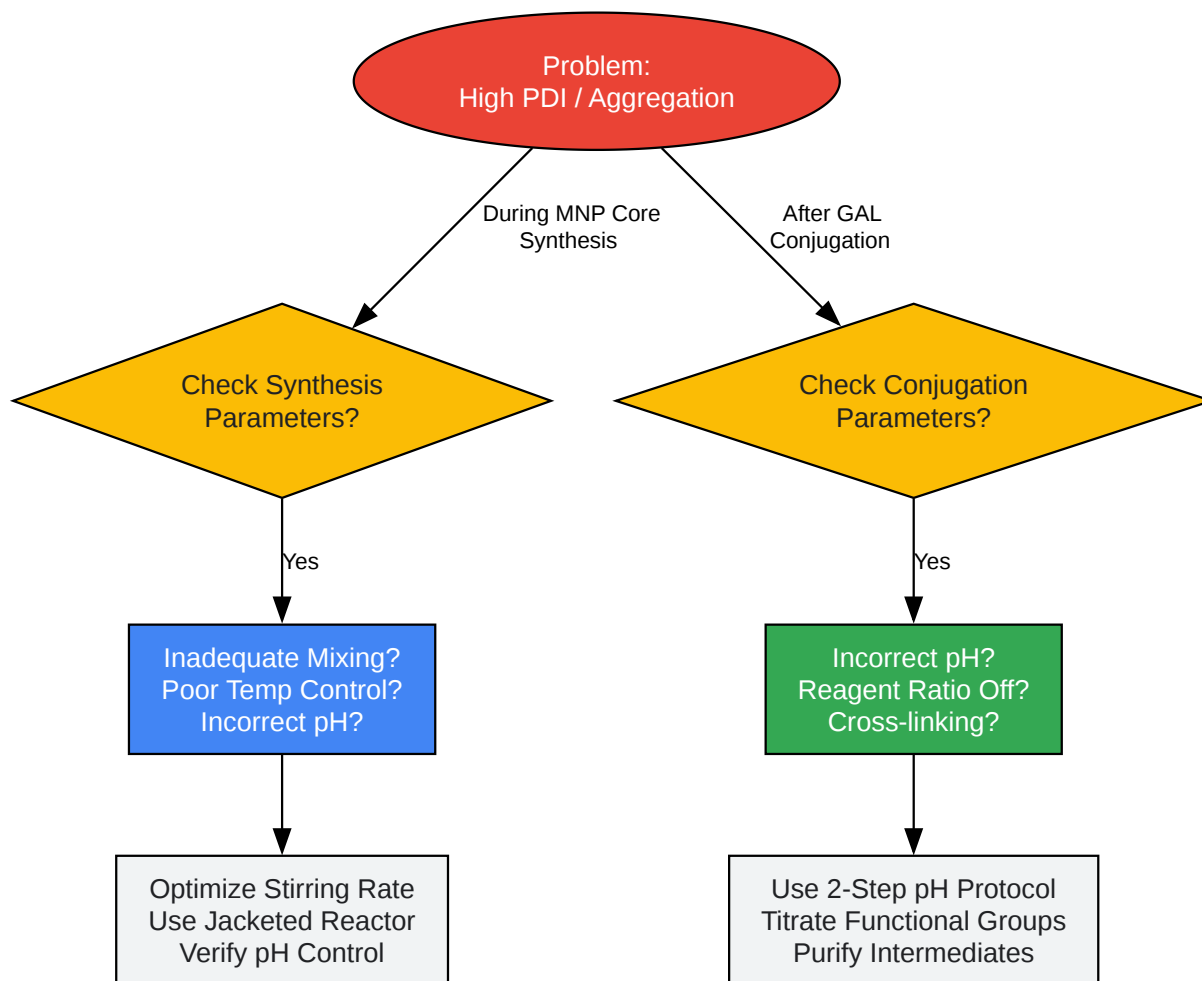 Problem:
High PDI / Aggregation
During MNP Core
Synthesis
After GAL
Conjugation
Check Synthesis
Parameters?
Check Conjugation
Parameters?
Yes
Yes
Inadequate Mixing?
Poor Temp Control?
Incorrect pH?
Incorrect pH?
Reagent Ratio Off?
Cross-linking?
Optimize Stirring Rate
Use Jacketed Reactor
Verify pH Control
Use 2-Step pH Protocol
Titrate Functional Groups
Purify Intermediates